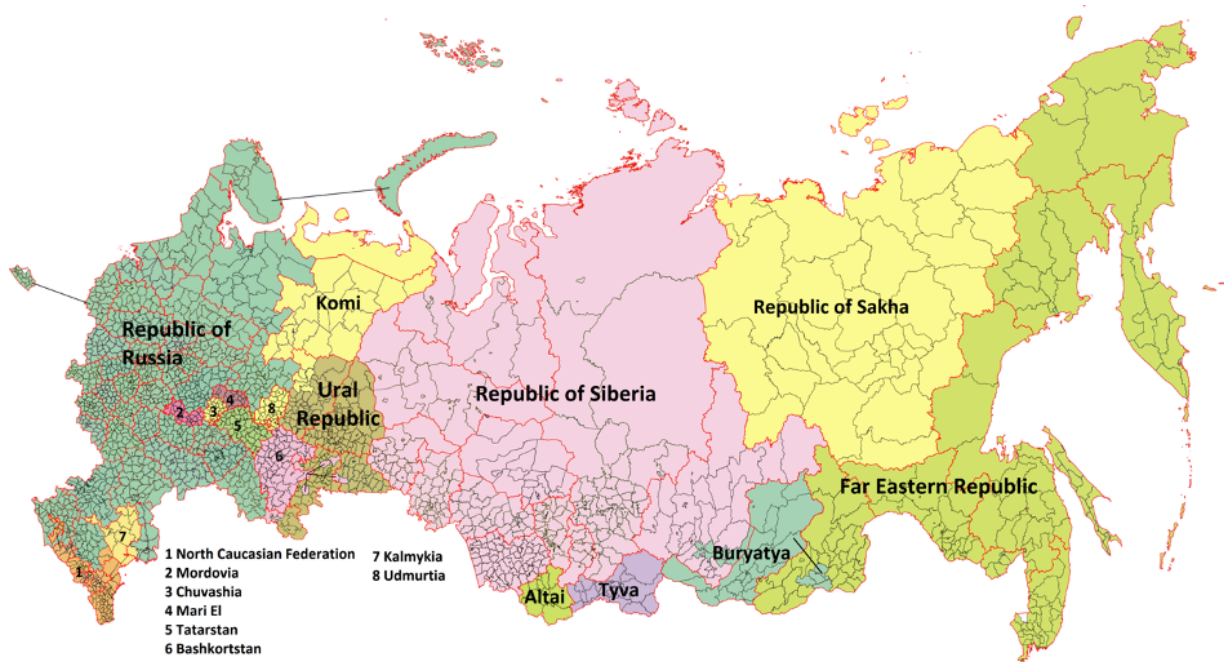 Komi
Republic of
Russia
Republic of Sakha
Ural
Republic
Republic of Siberia
4
2
3
8
5
6
Far Eastern Republic
7
Buryatya
1
Altai
Tyva
1 North Caucasian Federation
2 Mordovia
3 Chuvashia
4 Mari El
5 Tatarstan
6 Bashkortstan
7 Kalmykia
8 Udmurtia